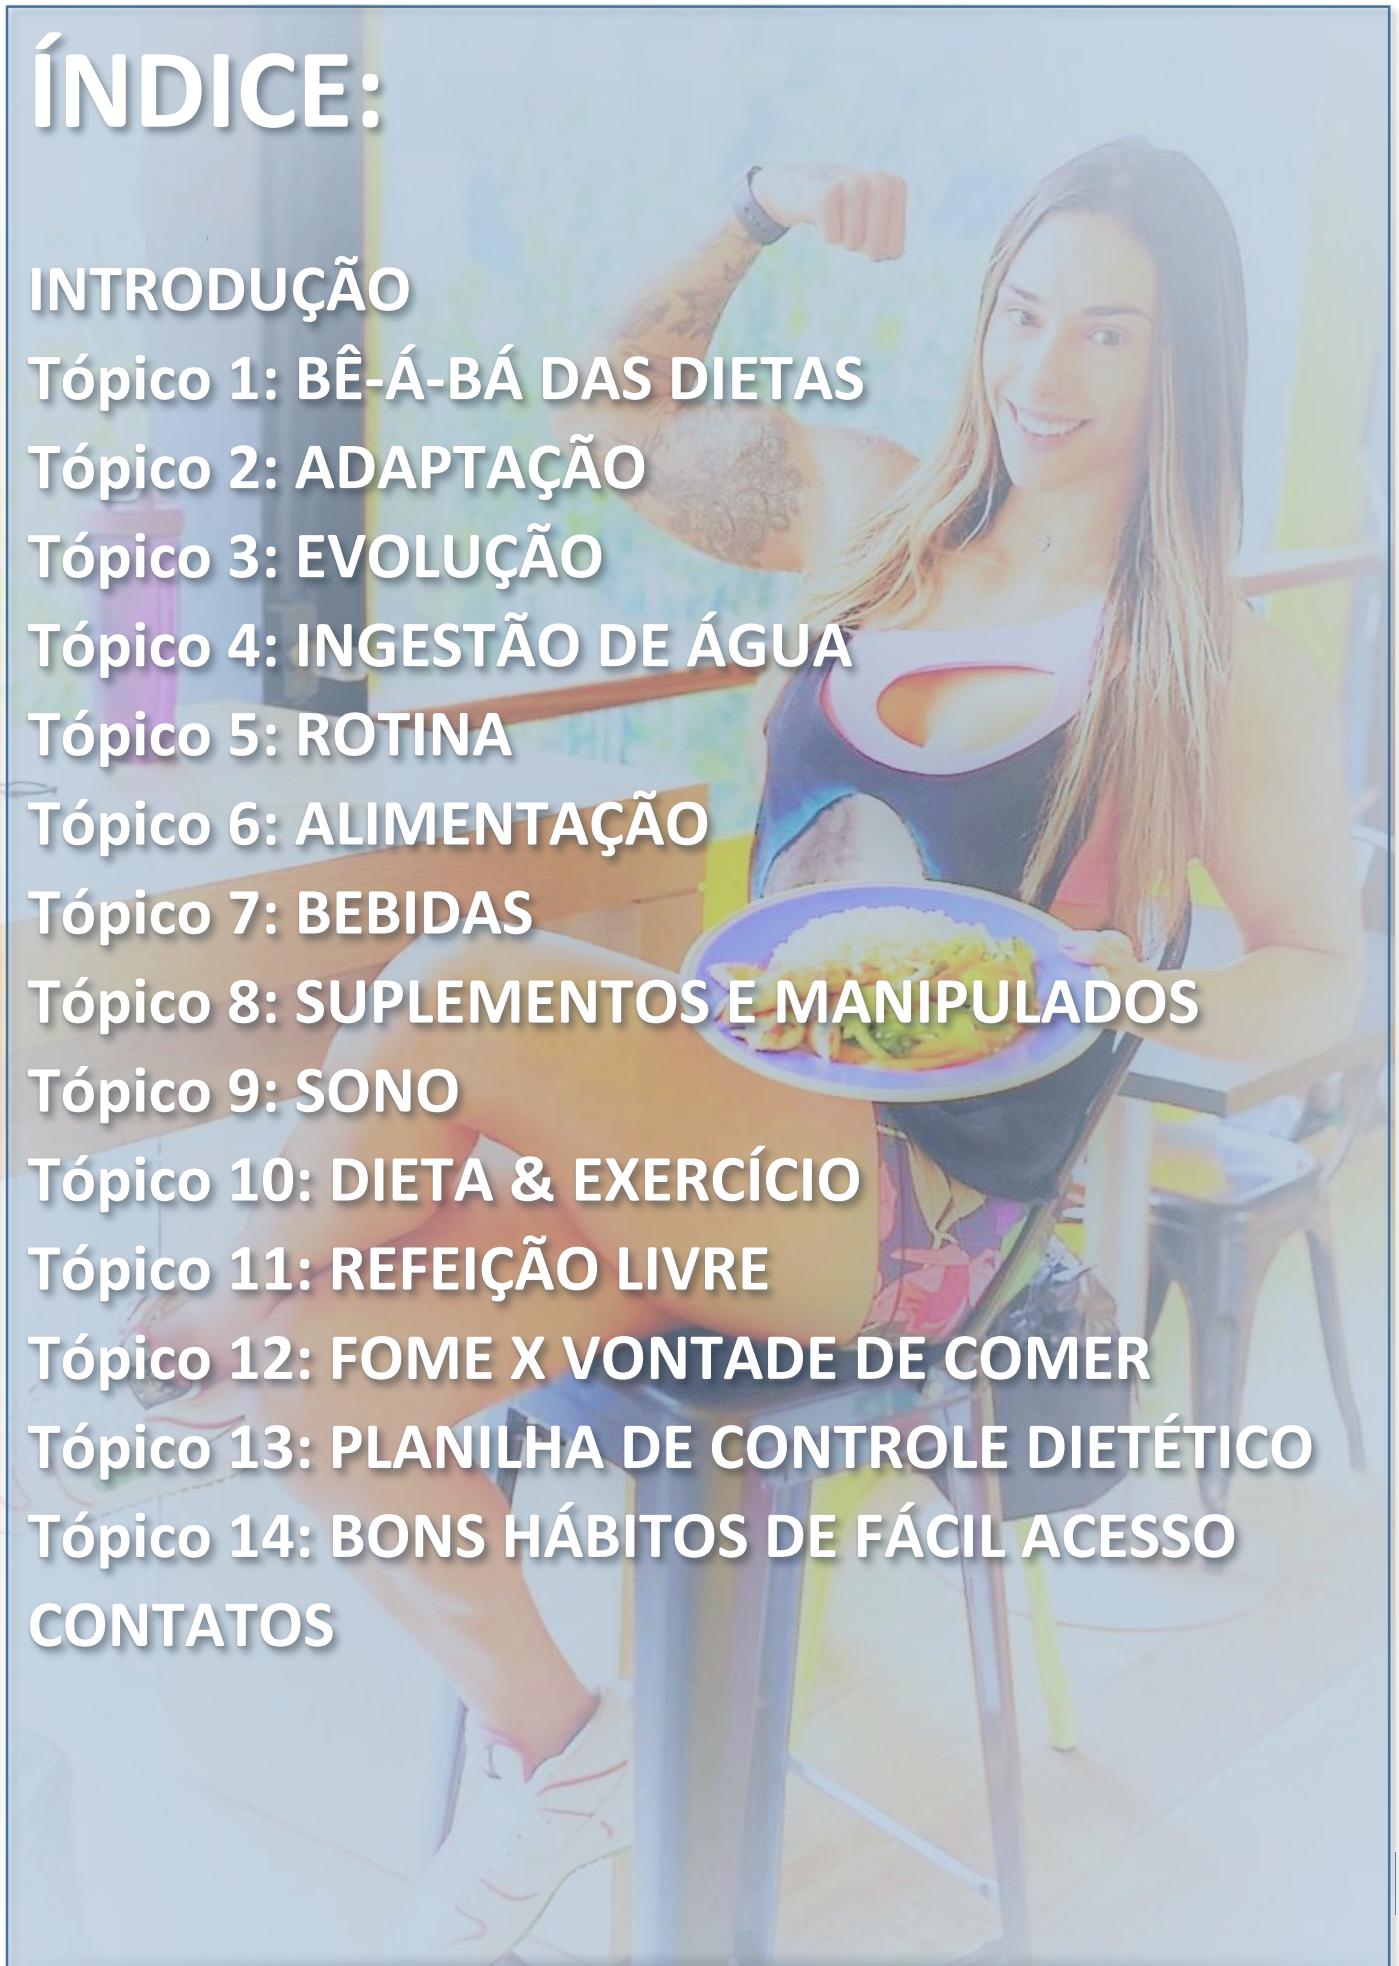 ÍNDICE:
INTRODUÇÃO
Tópico 1: BÊ-Á-BÁ DAS DIETAS
Tópico 2: ADAPTAÇÃO
Tópico 3: EVOLUÇÃO
Tópico 4: INGESTÃO DE ÁGUA
Tópico 5: ROTINA
Tópico 6: ALIMENTAÇÃO
Tópico 7: BEBIDAS
Tópico 8: SUPLEMENTOS E MANIPULADOS
Tópico 9: SONO
Tópico 10: DIETA & EXERCÍCIO
Tópico 11: REFEIÇÃO LIVRE
Tópico 12: FOME X VONTADE DE COMER
Tópico 13: PLANILHA DE CONTROLE DIETÉTICO
Tópico 14: BONS HÁBITOS DE FÁCIL ACESSO
CONTATOS